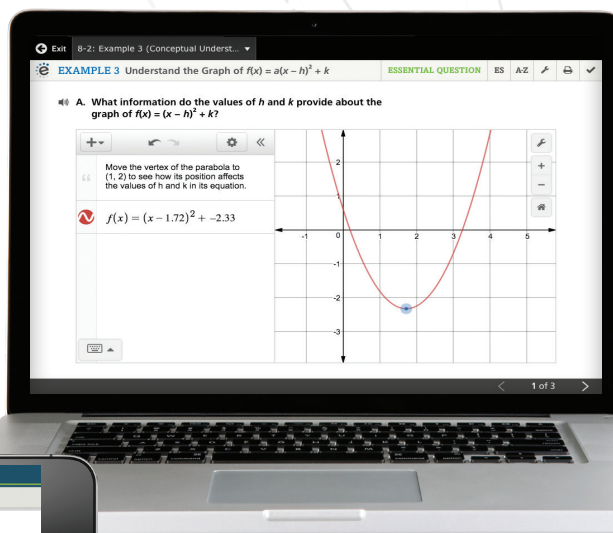 Exit 8-2: Example 3 (Conceptual Underst...
EXAMPLE 3 Understand the Graph of f(x) = a(x − h)² + k ESSENTIAL QUESTION ES A-Z
A. What information do the values of h and k provide about the
graph of f(x) = (x − h)² + k?
Move the vertex of the parabola to
(1, 2) to see how its position affects
the values of h and k in its equation.
f(x) = (x − 1.72)² + −2.33
2
1
-1 0 1 2 3 4 5
-1
-2
-3
1 of 3